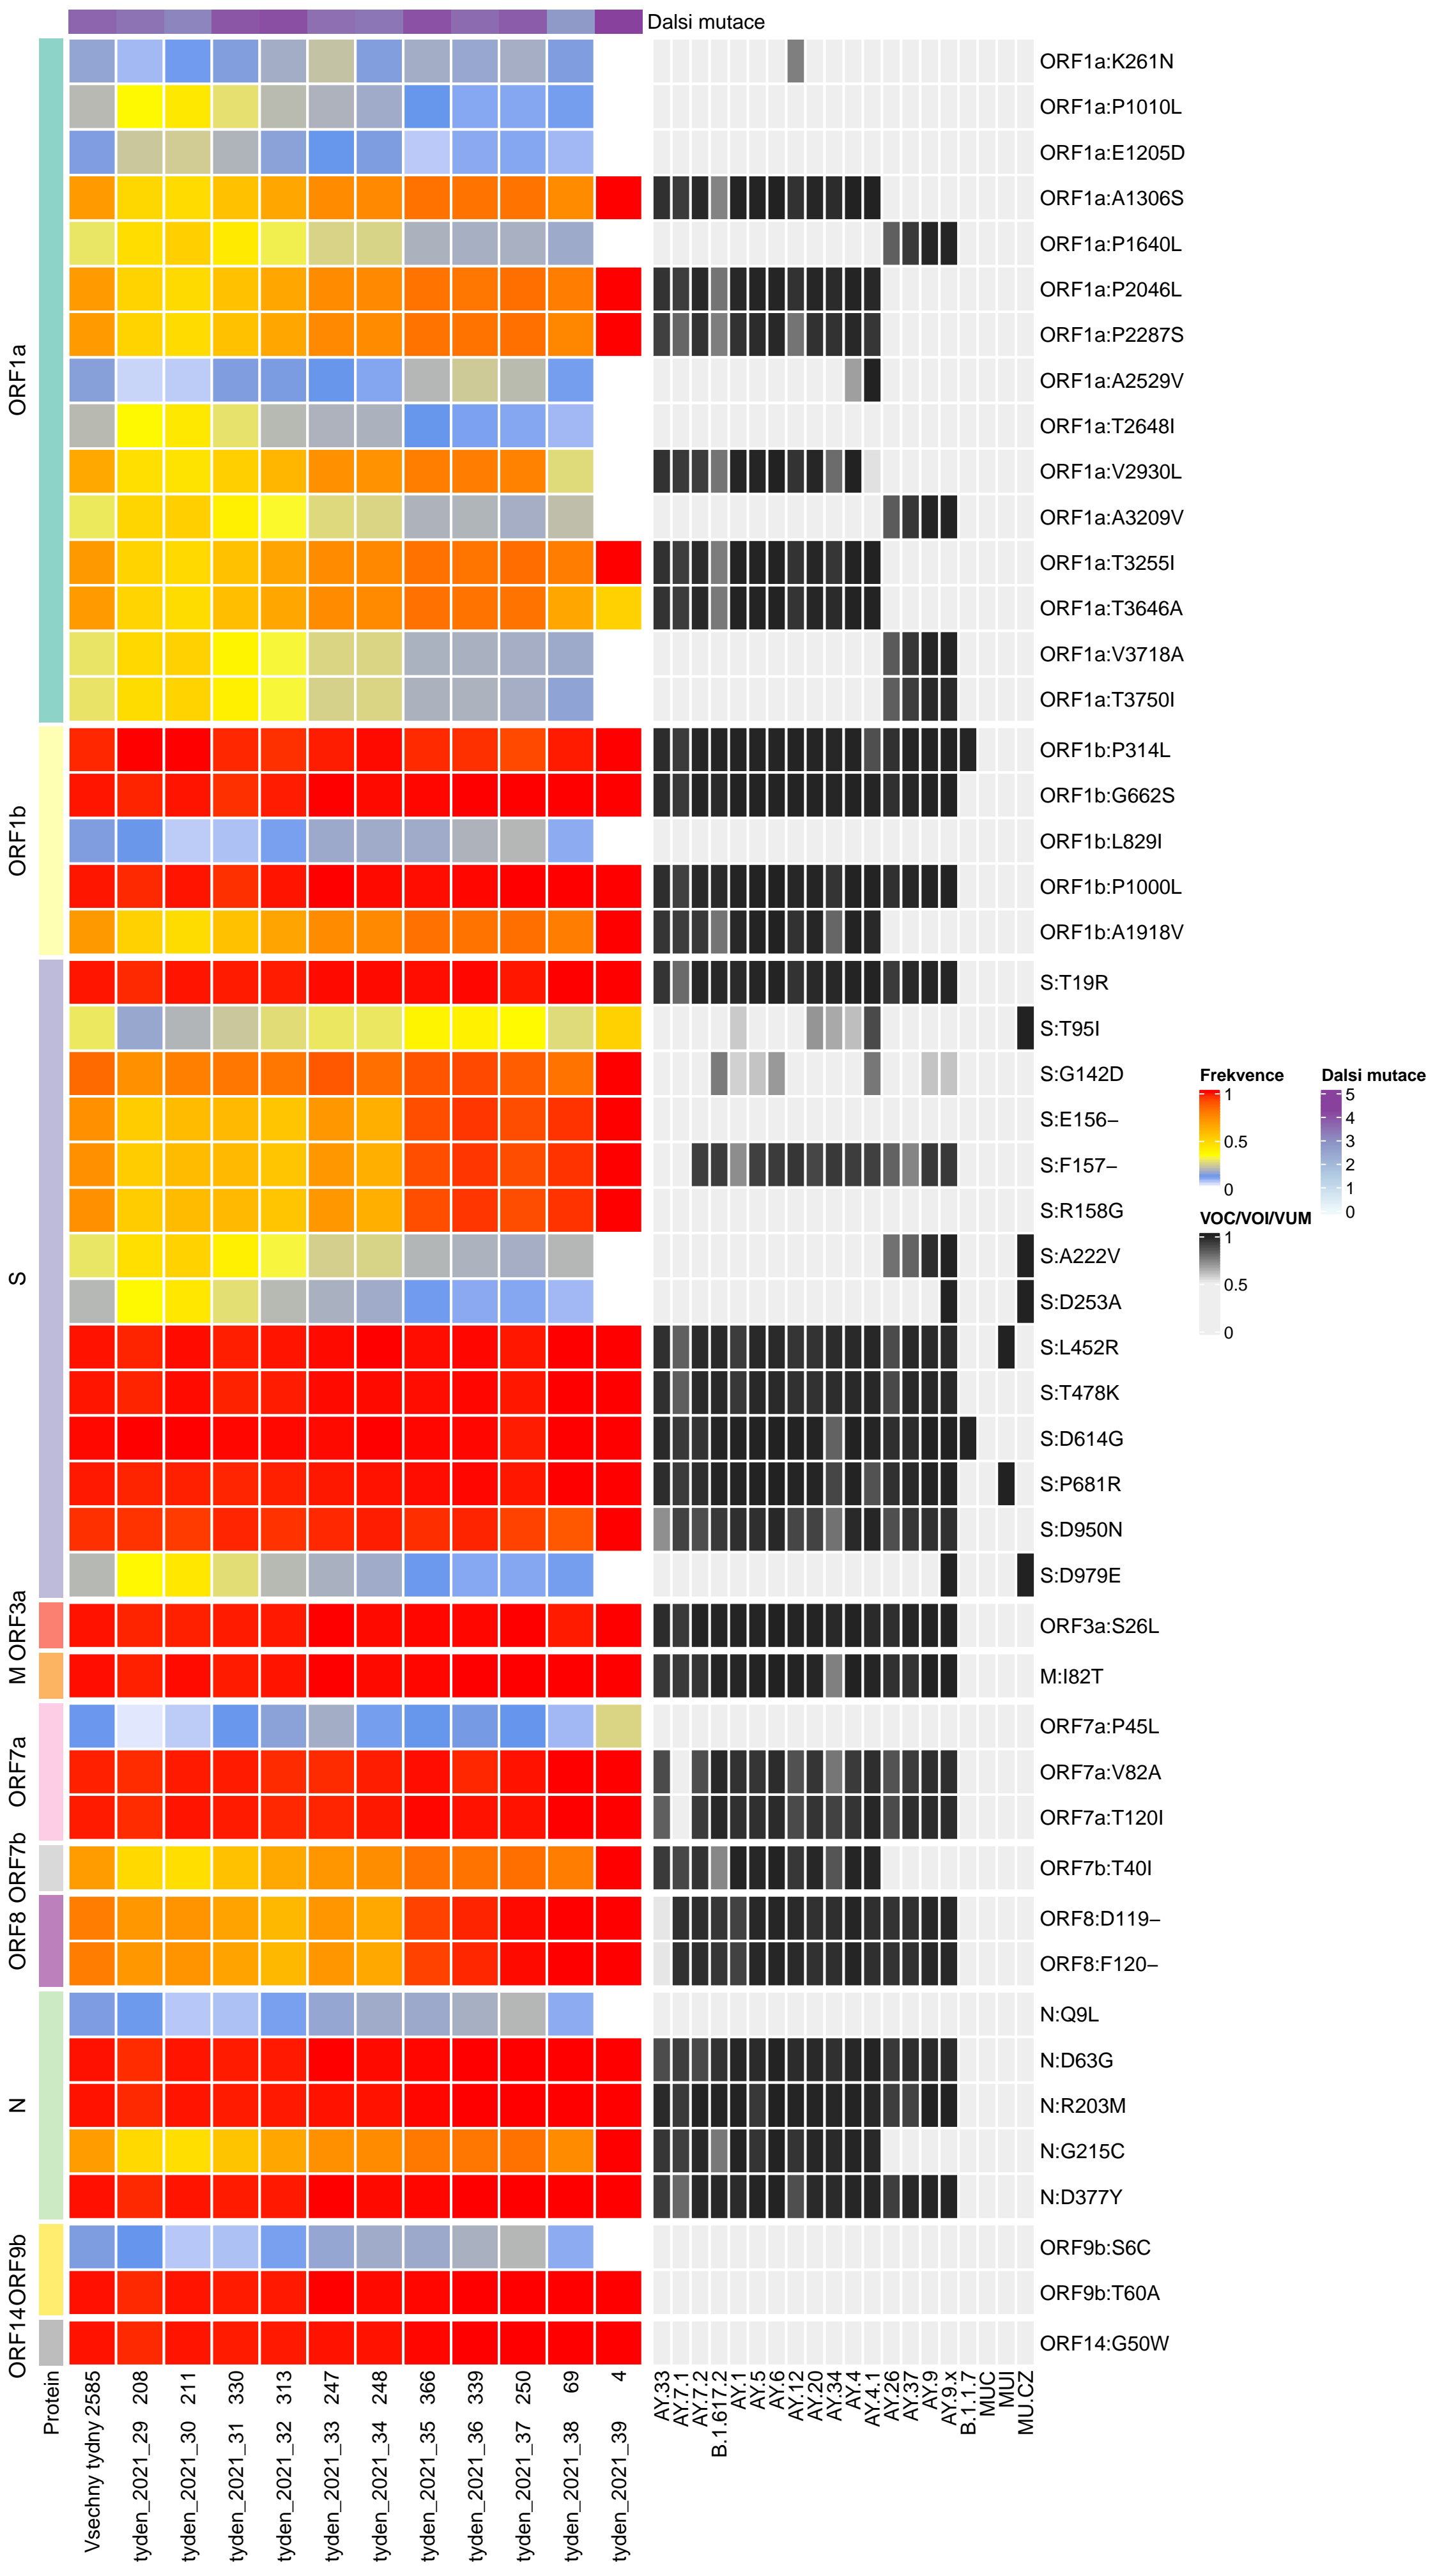 Dalsi mutace
ORF1a:K261N
ORF1a:P1010L
ORF1a:E1205D
ORF1a:A1306S
ORF1a:P1640L
ORF1a:P2046L
ORF1a:P2287S
ORF1a:A2529V
ORF1a:T2648I
ORF1a:V2930L
ORF1a:A3209V
ORF1a:T3255I
ORF1a:T3646A
ORF1a:V3718A
ORF1a:T3750I
ORF1b:P314L
ORF1b:G662S
ORF1b:L829I
ORF1b:P1000L
ORF1b:A1918V
S:T19R
S:T95I
S:G142D
S:E156−
S:F157−
S:R158G
S:A222V
S:D253A
S:L452R
S:T478K
S:D614G
S:P681R
S:D950N
S:D979E
ORF3a:S26L
M:I82T
ORF7a:P45L
ORF7a:V82A
ORF7a:T120I
ORF7b:T40I
ORF8:D119−
ORF8:F120−
N:Q9L
N:D63G
N:R203M
N:G215C
N:D377Y
ORF9b:S6C
ORF9b:T60A
ORF14:G50W
ORF1a
ORF1b
S
ORF3a
M
ORF7a
ORF7b
ORF8
N
ORF9b
ORF14
Protein
Vsechny tydny 2585
tyden_2021_29 208
tyden_2021_30 211
tyden_2021_31 330
tyden_2021_32 313
tyden_2021_33 247
tyden_2021_34 248
tyden_2021_35 366
tyden_2021_36 339
tyden_2021_37 250
tyden_2021_38 69
tyden_2021_39 4
AY.33
AY.7.1
AY.7.2
B.1.617.2
AY.1
AY.5
AY.6
AY.12
AY.20
AY.34
AY.4
AY.4.1
AY.26
AY.37
AY.9
AY.9.x
B.1.1.7
MUC
MUI
MU.CZ
Frekvence
1
0.5
0
VOC/VOI/VUM
1
0.5
0
Dalsi mutace
5
4
3
2
1
0